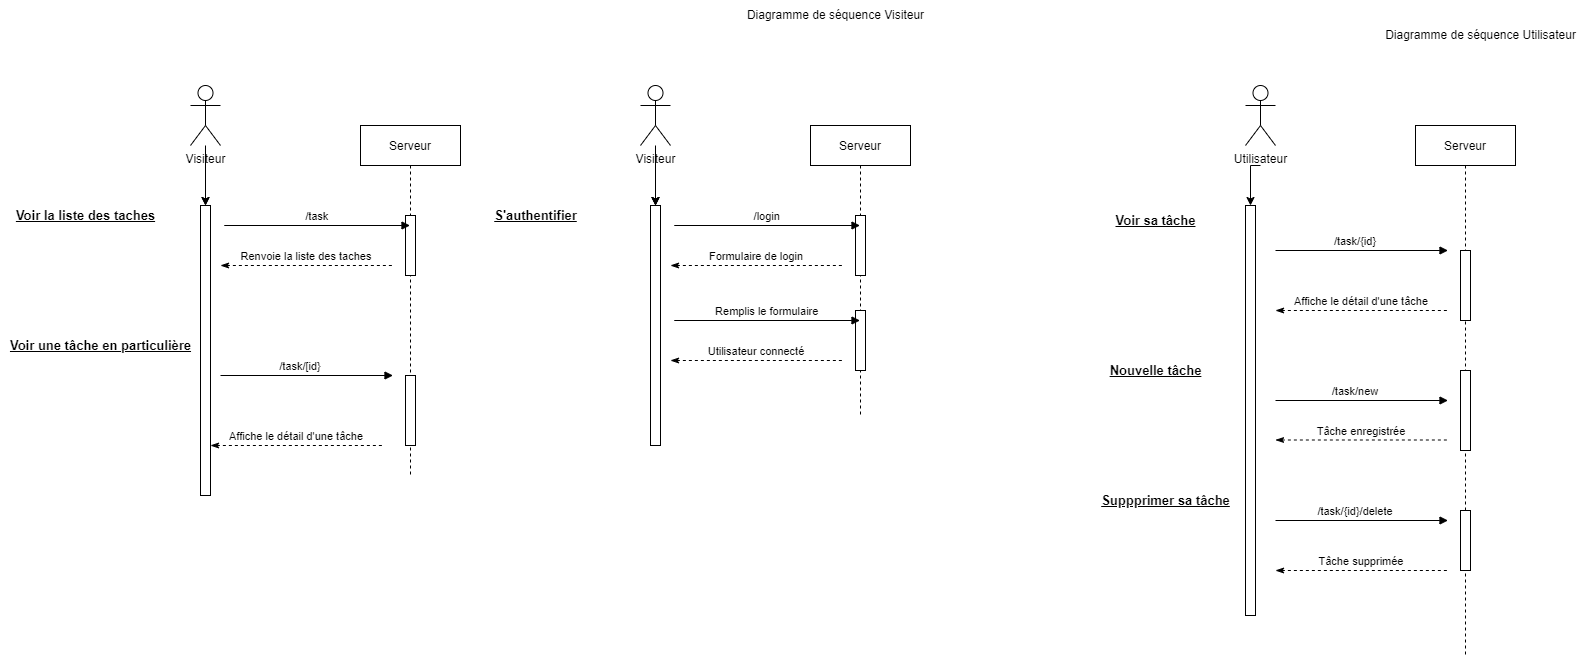 Diagramme de séquence Visiteur
Diagramme de séquence Utilisateur
Visiteur
Serveur
Voir la liste des taches
/task
Renvoie la liste des taches
Voir une tâche en particulière
/task/[id}
Affiche le détail d'une tâche
Visiteur
Serveur
S'authentifier
/login
Formulaire de login
Remplis le formulaire
Utilisateur connecté
Utilisateur
Serveur
Voir sa tâche
/task/{id}
Affiche le détail d'une tâche
Nouvelle tâche
/task/new
Tâche enregistrée
Suppprimer sa tâche
/task/{id}/delete
Tâche supprimée